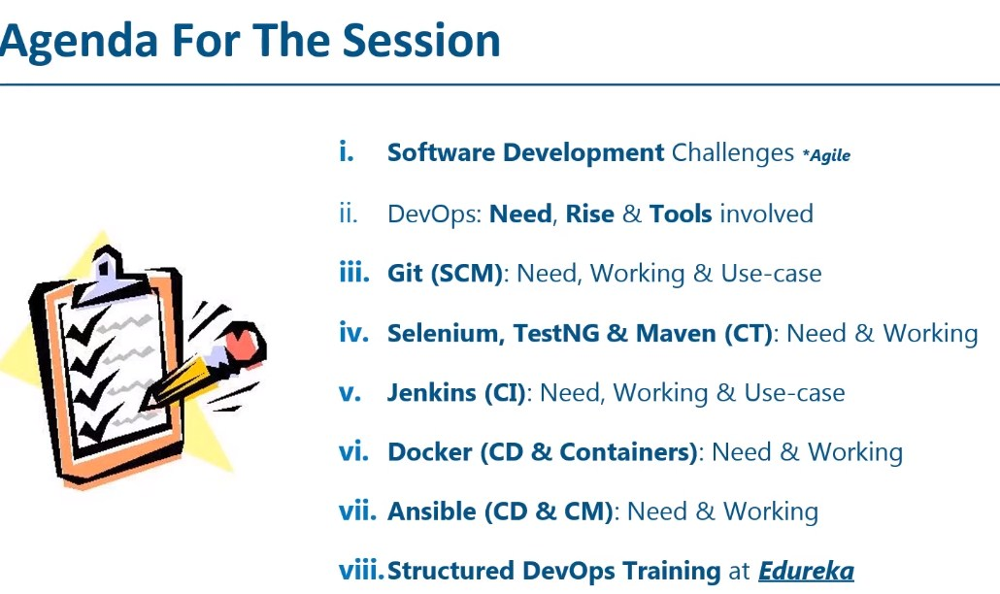 Agenda For The Session
i. Software Development Challenges *Agile
ii. DevOps: Need, Rise & Tools involved
iii. Git (SCM): Need, Working & Use-case
iv. Selenium, TestNG & Maven (CT): Need & Working
v. Jenkins (CI): Need, Working & Use-case
vi. Docker (CD & Containers): Need & Working
vii. Ansible (CD & CM): Need & Working
viii. Structured DevOps Training at Edureka